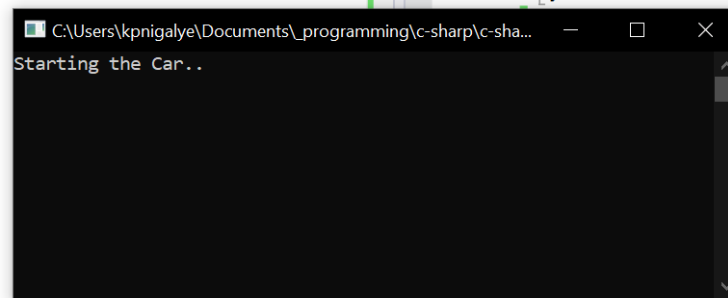 C:\Users\kpnigalye\Documents\_programming\c-sharp\c-sha...
Starting the Car..